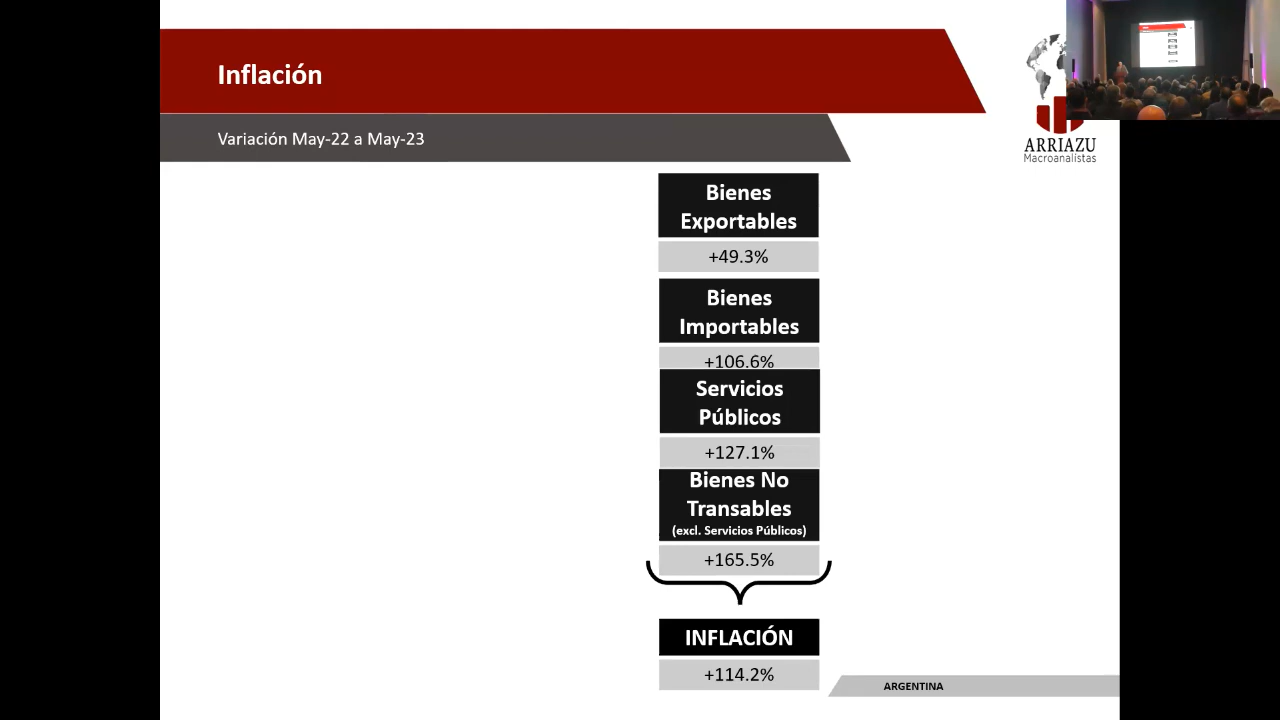 Inflación
Variación May-22 a May-23
ARRIAZU
Macroanalistas
Bienes
Exportables
+49.3%
Bienes
Importables
+106.6%
Servicios
Públicos
+127.1%
Bienes No
Transables
(excl. Servicios Públicos)
+165.5%
INFLACIÓN
+114.2%
ARGENTINA